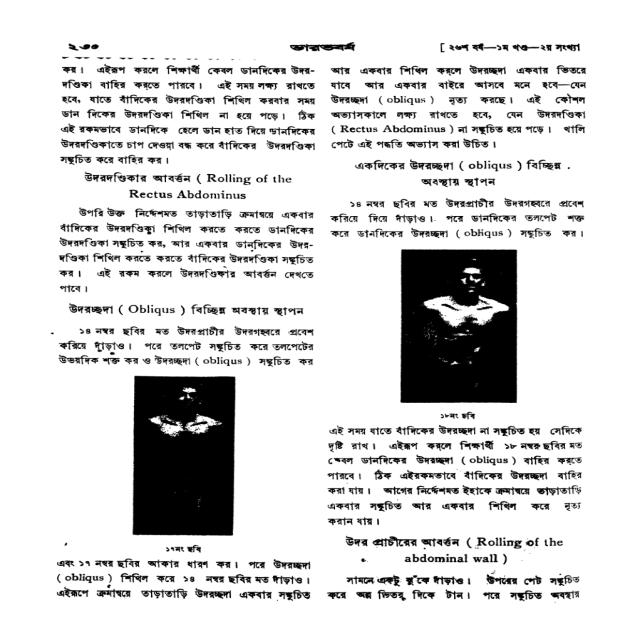 ২৩০
ভারতবর্ষ
[ ২৬শ বর্ষ—১ম খণ্ড—২য় সংখ্যা
কর। এইরূপ করলে শিক্ষার্থী কেবল ডানদিকের উদর-
দণ্ডিকা বাহির করতে পারবে। এই সময় লক্ষ্য রাখতে
হবে, যাতে বাঁদিকের উদরদণ্ডিকা শিথিল করবার সময়
ডান দিকের উদরদণ্ডিকা শিথিল না হয়ে পড়ে। ঠিক
এই রকমভাবে ডানদিকে হেলে ডান হাত দিয়ে ডানদিকের
উদরদণ্ডিকাতে চাপ দেওয়া বন্ধ করে বাঁদিকের উদরদণ্ডিকা
সঙ্কুচিত করে বাহির কর।
উদরদণ্ডিকার আবর্ত্তন ( Rolling of the
Rectus Abdominus
উপরি উক্ত নির্দ্দেশমত তাড়াতাড়ি ক্রমান্বয়ে একবার
বাঁদিকের উদরদণ্ডিকা শিথিল করতে করতে ডানদিকের
উদরদণ্ডিকা সঙ্কুচিত কর, আর একবার ডানদিকের উদর-
দণ্ডিকা শিথিল করতে করতে বাঁদিকের উদরদণ্ডিকা সঙ্কুচিত
কর। এই রকম করলে উদরদণ্ডিকার আবর্ত্তন দেখতে
পাবে।
উদরচ্ছদা ( Obliqus ) বিচ্ছিন্ন অবস্থায় স্থাপন
১৪ নম্বর ছবির মত উদরপ্রাচীর উদরগহ্বরে প্রবেশ
করিয়ে দাঁড়াও। পরে তলপেট সঙ্কুচিত করে তলপেটের
উভয়দিক শক্ত কর ও উদরচ্ছদা ( obliqus ) সঙ্কুচিত কর
১৭নং ছবি
এবং ১৭ নম্বর ছবির আকার ধারণ কর। পরে উদরচ্ছদা
( obliqus ) শিথিল করে ১৪ নম্বর ছবির মত দাঁড়াও।
এইরূপে ক্রমান্বয়ে তাড়াতাড়ি উদরচ্ছদা একবার সঙ্কুচিত
আর একবার শিথিল করলে উদরচ্ছদা একবার ভিতরে
যাবে আর একবার বাইরে আসবে মনে হবে—যেন
উদরচ্ছদা ( obliqus ) নৃত্য করছে। এই কৌশল
অভ্যাসকালে লক্ষ্য রাখতে হবে, যেন উদরদণ্ডিকা
( Rectus Abdominus ) না সঙ্কুচিত হয়ে পড়ে। খালি
পেটে এই পদ্ধতি অভ্যাস করা উচিত।
একদিকের উদরচ্ছদা ( obliqus ) বিচ্ছিন্ন
অবস্থায় স্থাপন
১৪ নম্বর ছবির মত উদরপ্রাচীর উদরগহ্বরে প্রবেশ
করিয়ে দিয়ে দাঁড়াও। পরে ডানদিকের তলপেট শক্ত
করে ডানদিকের উদরচ্ছদা ( obliqus ) সঙ্কুচিত কর।
১৮নং ছবি
এই সময় যাতে বাঁদিকের উদরচ্ছদা না সঙ্কুচিত হয় সেদিকে
দৃষ্টি রাখ। এইরূপ করলে শিক্ষার্থী ১৮ নম্বর ছবির মত
কেবল ডানদিকের উদরচ্ছদা ( obliqus ) বাহির করতে
পারবে। ঠিক এইরকমভাবে বাঁদিকের উদরচ্ছদা বাহির
করা যায়। আগের নির্দ্দেশমত ইহাকে ক্রমান্বয়ে তাড়াতাড়ি
একবার সঙ্কুচিত আর একবার শিথিল করে নৃত্য
করান যায়।
উদর প্রাচীরের আবর্ত্তন ( Rolling of the
abdominal wall )
সামনে একটু ঝুঁকে দাঁড়াও। উপরের পেট সঙ্কুচিত
করে অল্প ভিতর দিকে টান। পরে সঙ্কুচিত অবস্থার